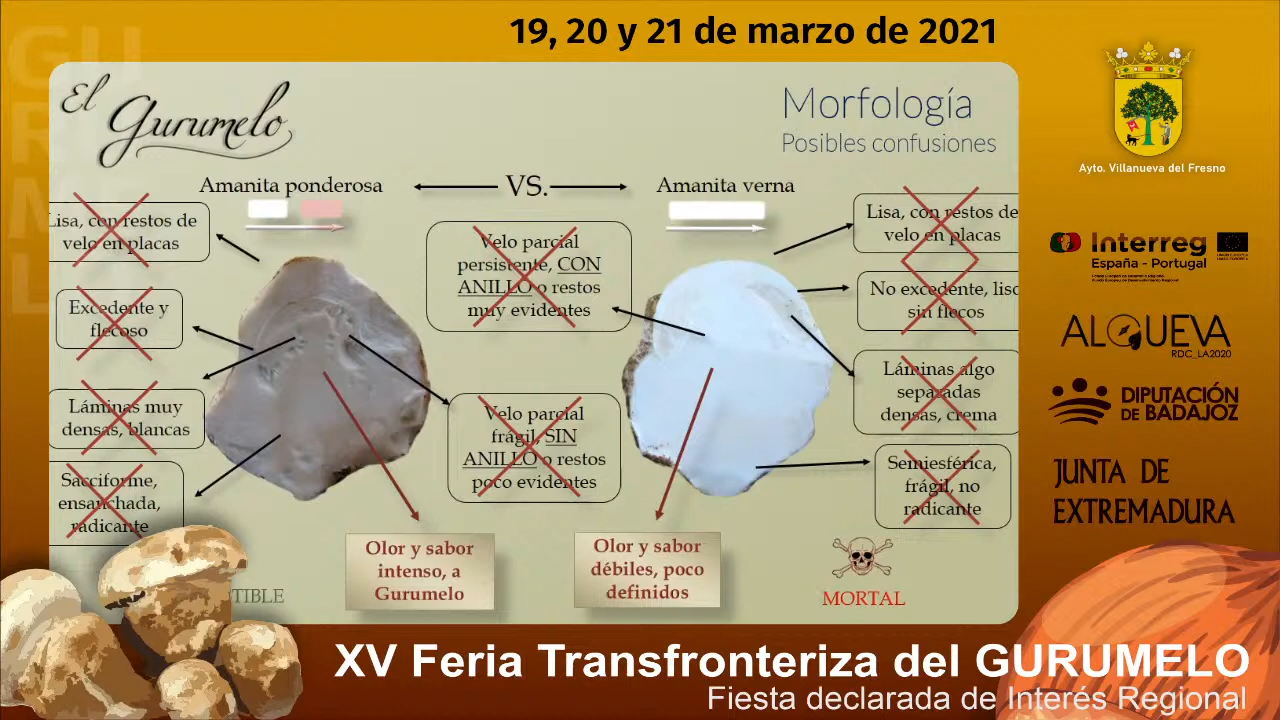 19, 20 y 21 de marzo de 2021
GU
El
Gurumelo
Morfología
Posibles confusiones
Amanita ponderosa
VS.
Amanita verna
Lisa, con restos de
velo en placas
Excedente y
flecoso
Láminas muy
densas, blancas
Sacciforme,
ensanchada,
radicante
Velo parcial
persistente, CON
ANILLO o restos
muy evidentes
Velo parcial
frágil, SIN
ANILLO o restos
poco evidentes
Lisa, con restos de
velo en placas
No excedente, liso
sin flecos
Láminas algo
separadas
densas, crema
Semiesférica,
frágil, no
radicante
Olor y sabor
intenso, a
Gurumelo
Olor y sabor
débiles, poco
definidos
TIBLE
MORTAL
Ayto. Villanueva del Fresno
Interreg
España - Portugal
ALQUEVA
RDC_LA2020
DIPUTACIÓN
DE BADAJOZ
JUNTA DE
EXTREMADURA
XV Feria Transfronteriza del GURUMELO
Fiesta declarada de Interés Regional